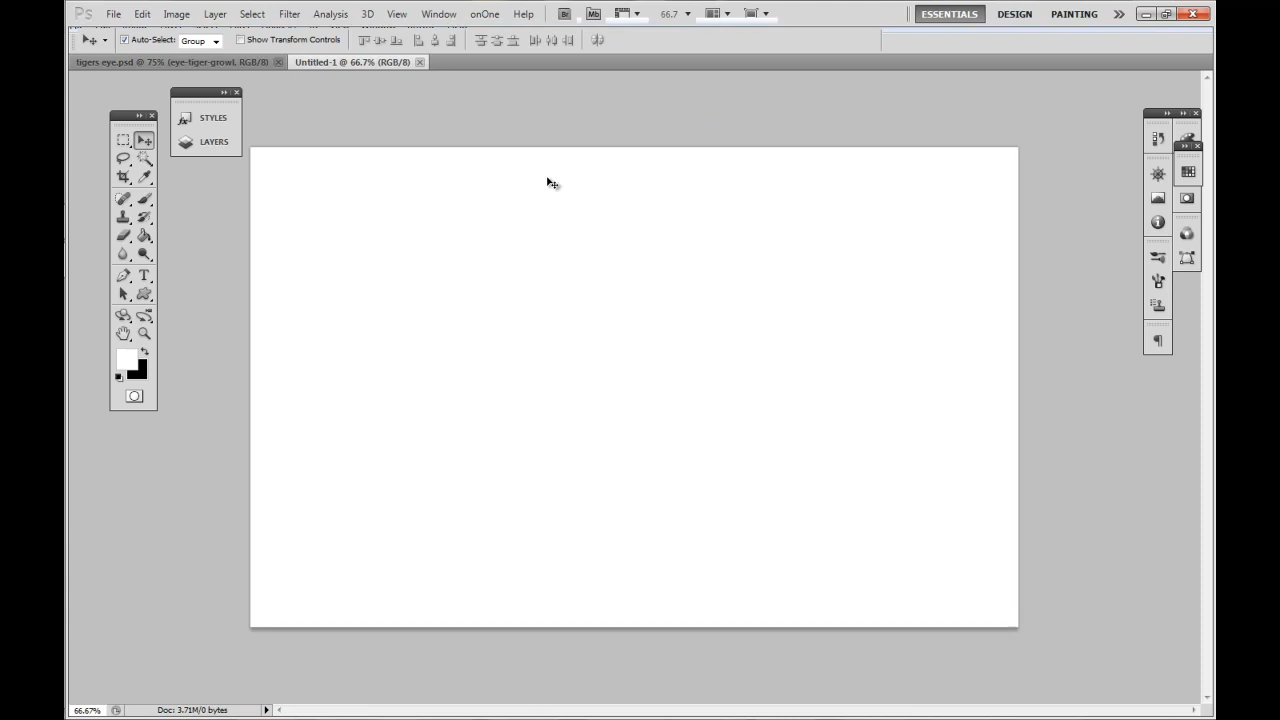 Ps File Edit Image Layer Select Filter Analysis 3D View Window onOne Help Br Mb 66.7 ESSENTIALS DESIGN PAINTING
Auto-Select: Group Show Transform Controls
tigers eye.psd @ 75% (eye-tiger-growl, RGB/8) Untitled-1 @ 66.7% (RGB/8)
STYLES
LAYERS
66.67% Doc: 3.71M/0 bytes